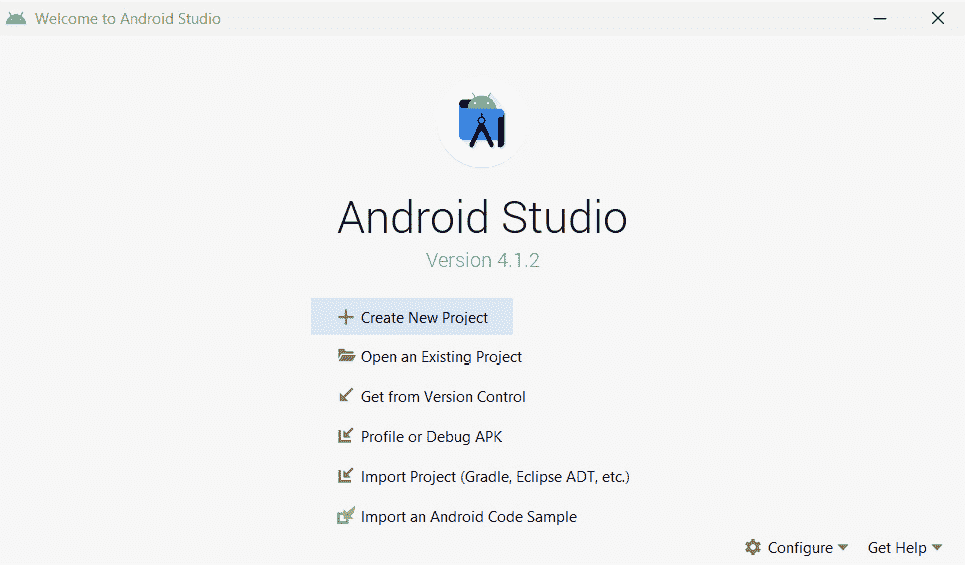 Welcome to Android Studio
Android Studio
Version 4.1.2
Create New Project
Open an Existing Project
Get from Version Control
Profile or Debug APK
Import Project (Gradle, Eclipse ADT, etc.)
Import an Android Code Sample
Configure Get Help